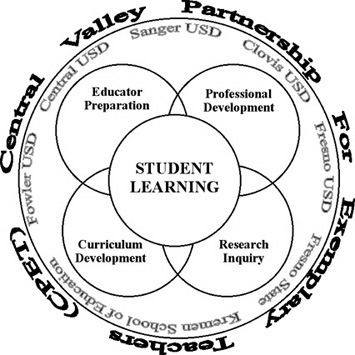 Central Valley Partnership For Exemplary Teachers (CPET)
Fowler USD
Central USD
Sanger USD
Clovis USD
Fresno USD
Fresno State
Kremen School of Education
Educator
Preparation
Professional
Development
STUDENT
LEARNING
Curriculum
Development
Research
Inquiry